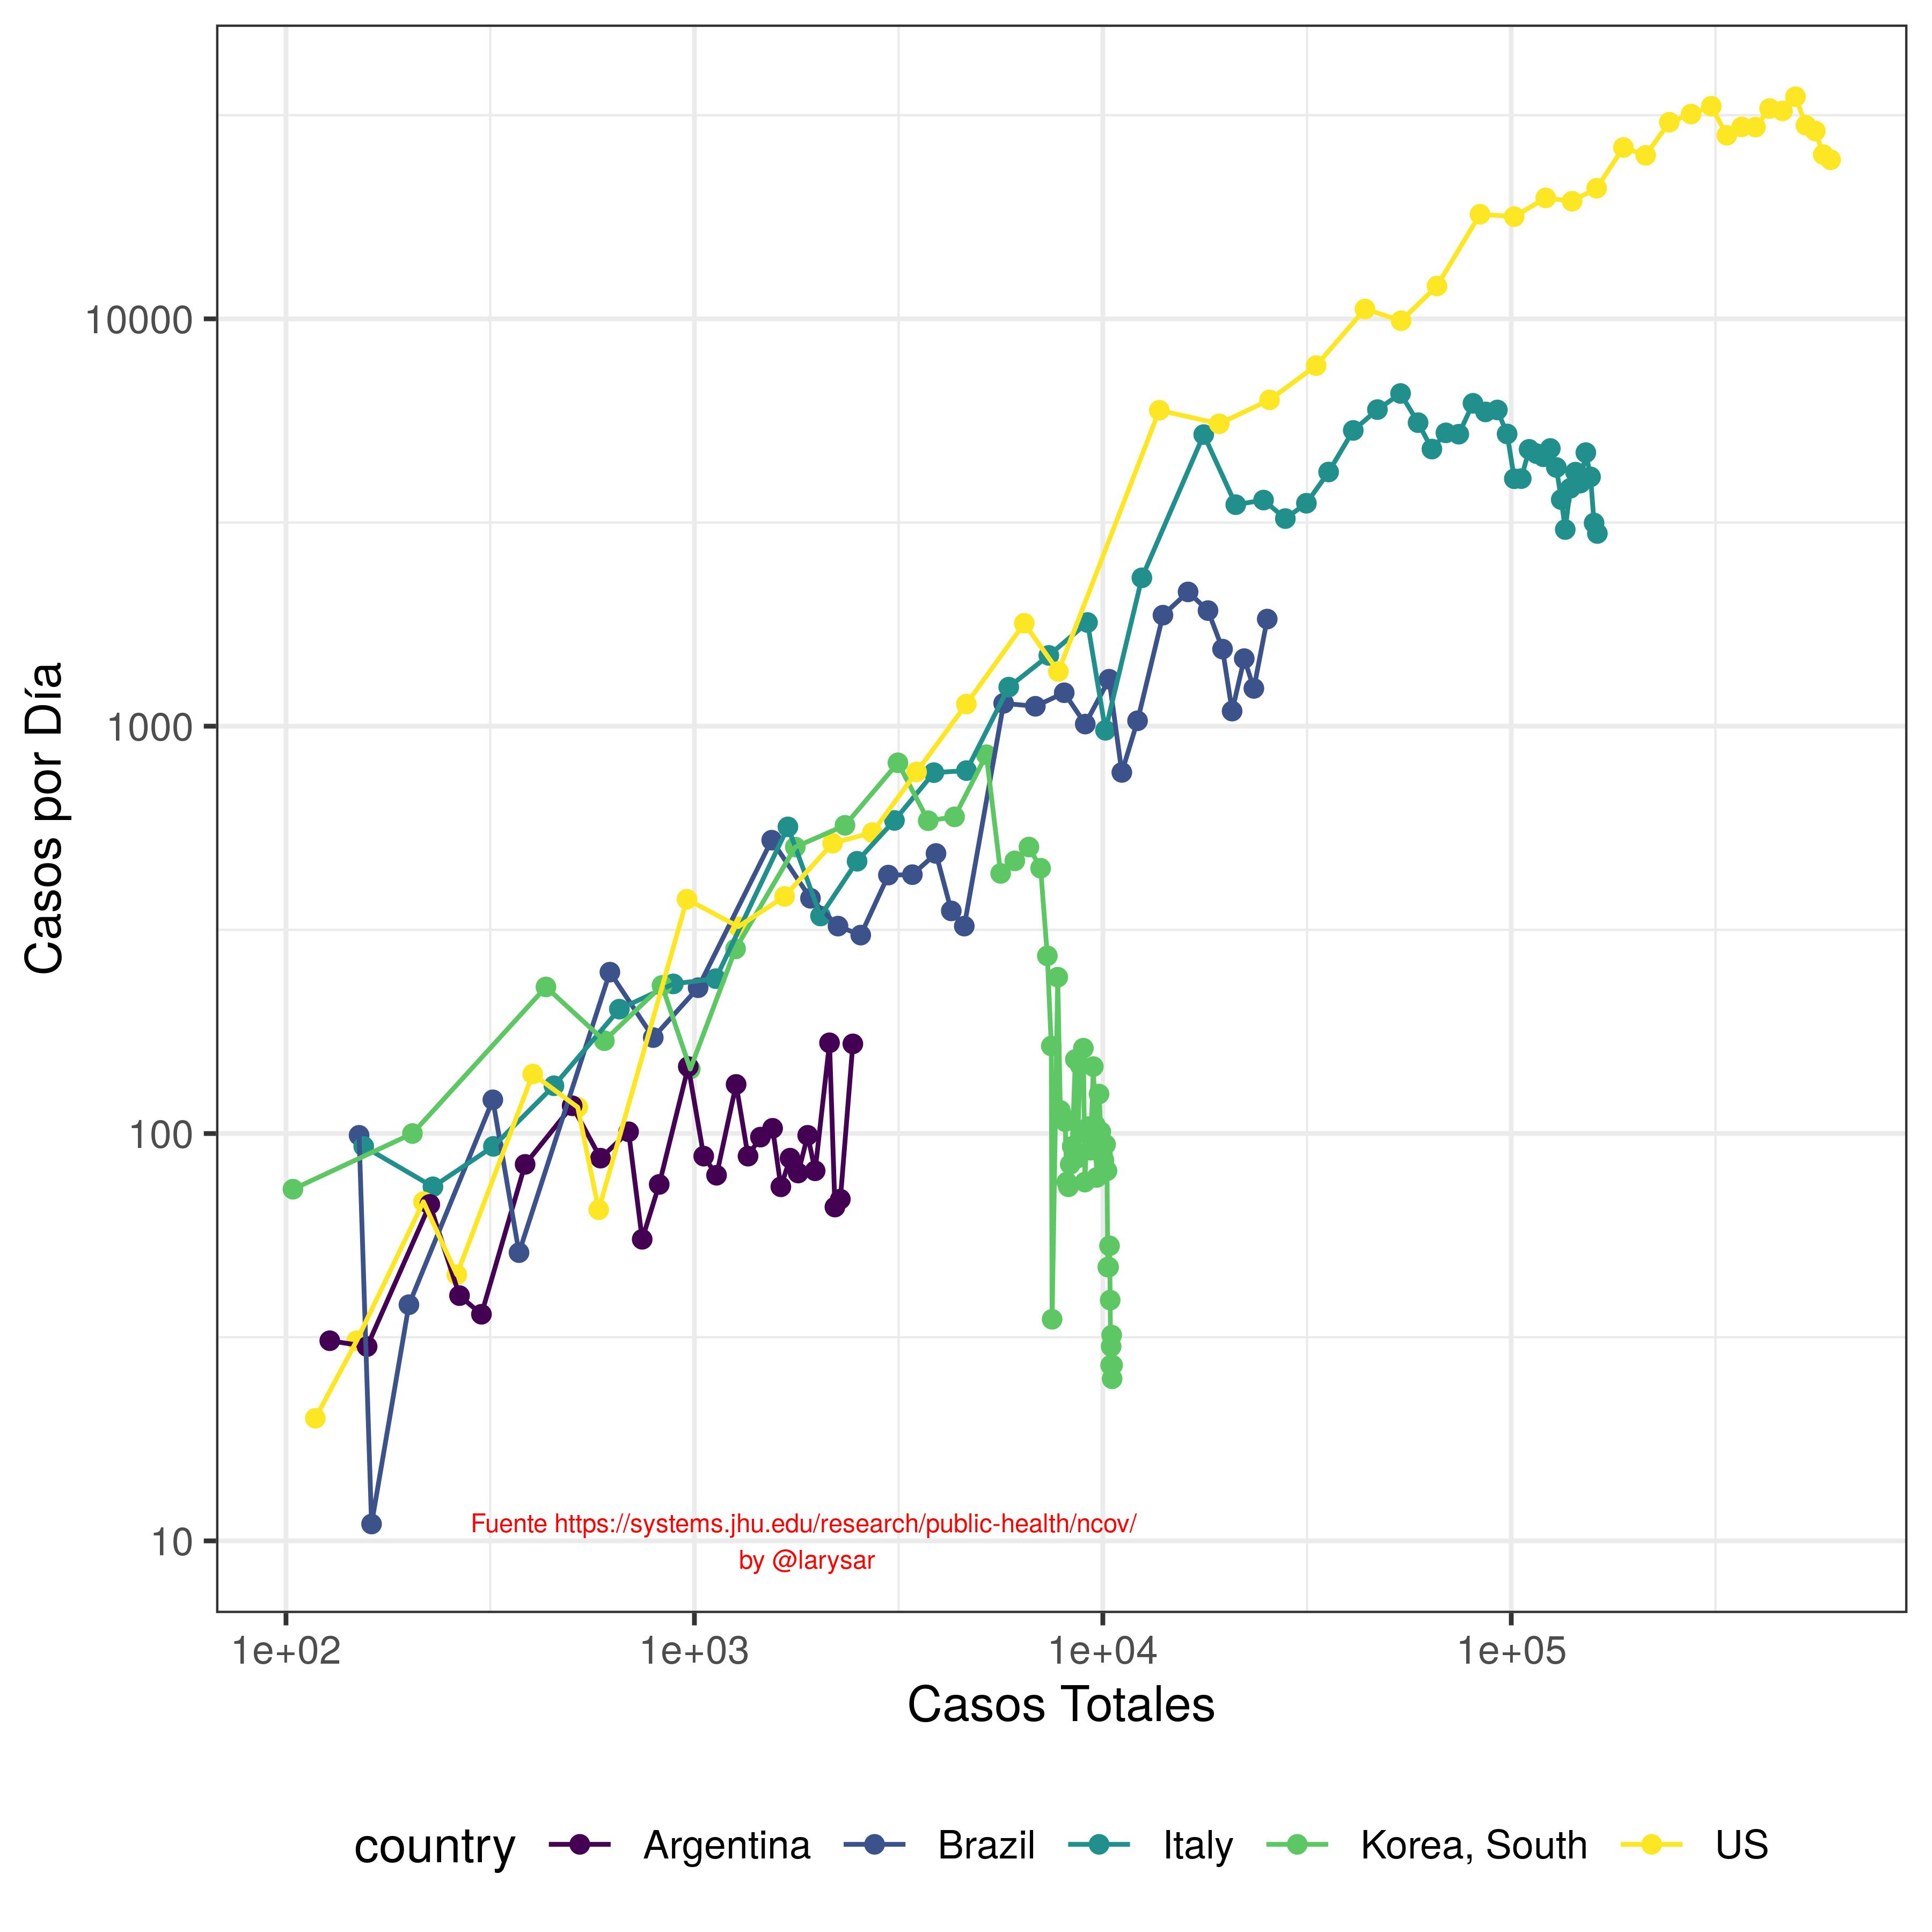 Casos por Día
10000
1000
100
10
Fuente https://systems.jhu.edu/research/public-health/ncov/
by @larysar
1e+02 1e+03 1e+04 1e+05
Casos Totales
country Argentina Brazil Italy Korea, South US